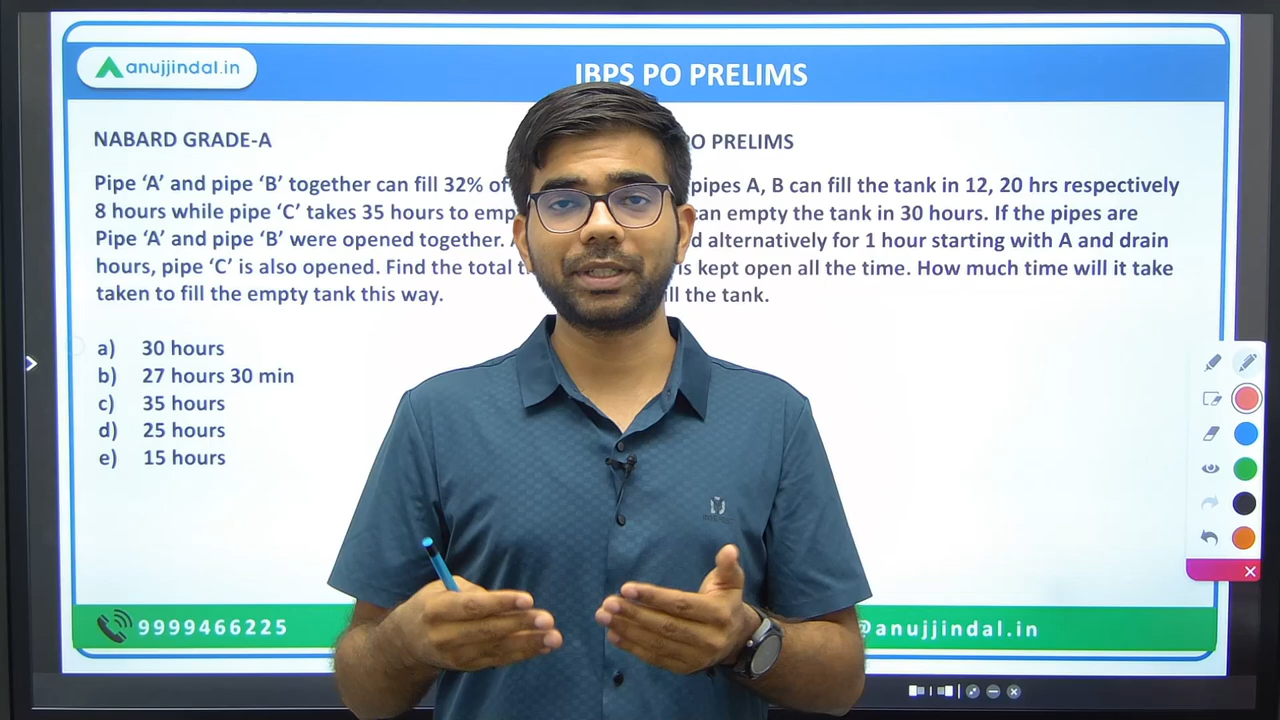 anujjindal.in
IBPS PO PRELIMS
NABARD GRADE-A
Pipe ‘A’ and pipe ‘B’ together can fill 32% of
8 hours while pipe ‘C’ takes 35 hours to
Pipe ‘A’ and pipe ‘B’ were opened together.
hours, pipe ‘C’ is also opened. Find the total
taken to fill the empty tank this way.
a) 30 hours
b) 27 hours 30 min
c) 35 hours
d) 25 hours
e) 15 hours
PO PRELIMS
pipes A, B can fill the tank in 12, 20 hrs respectively
can empty the tank in 30 hours. If the pipes are
alternatively for 1 hour starting with A and drain
is kept open all the time. How much time will it take
the tank.
9999466225
@anujjindal.in